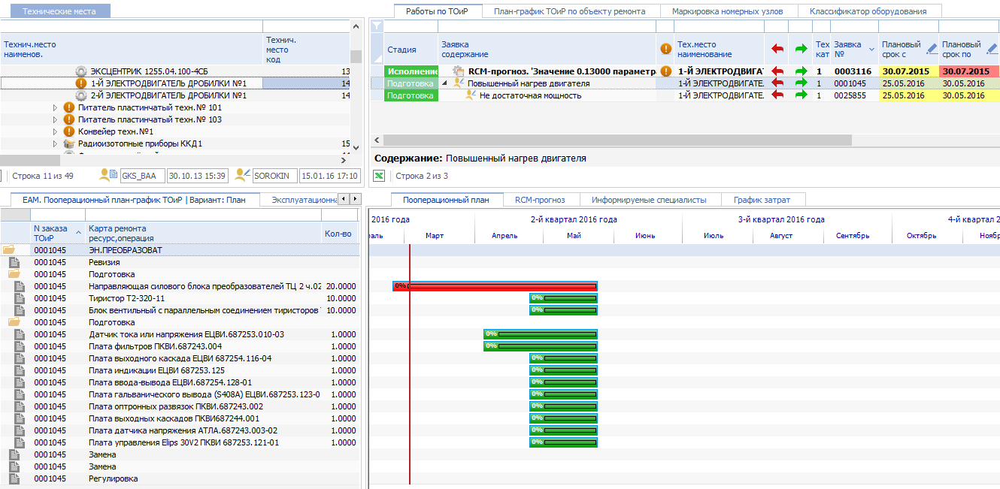 Технические места
Технич.место наименов.
Технич. место код
ЭКСЦЕНТРИК 1255.04.100-4СБ 13
1-Й ЭЛЕКТРОДВИГАТЕЛЬ ДРОБИЛКИ №1 14
2-Й ЭЛЕКТРОДВИГАТЕЛЬ ДРОБИЛКИ №1 14
Питатель пластинчатый техн.№ 101
Питатель пластинчатый техн.№ 103
Конвейер техн.№1
Радиоизотопные приборы ККД1 15
Строка 11 из 49 GKS_BAA 30.10.13 15:39 SOROKIN 15.01.16 17:10
Работы по ТОиР План-график ТОиР по объекту ремонта Маркировка номерных узлов Классификатор оборудования
Стадия
Заявка содержание
Тех.место наименование
Тех кат
Заявка №
Плановый срок с
Плановый срок по
Исполнение RCM-прогноз. 'Значение 0.13000 параметр 1-Й ЭЛЕКТРОДВИГАТ 1 0003116 30.07.2015 30.07.2015
Подготовка Повышенный нагрев двигателя 1-Й ЭЛЕКТРОДВИГАТЕ. 1 0001045 25.05.2016 30.05.2016
Подготовка Не достаточная мощность 1-Й ЭЛЕКТРОДВИГАТЕ. 1 0025855 25.05.2016 30.05.2016
Содержание: Повышенный нагрев двигателя
Строка 2 из 3
ЕАМ. Пооперационный план-график ТОиР | Вариант: План Эксплуатационна
N заказа ТОиР
Карта ремонта ресурс,операция
Кол-во
0001045 ЭН.ПРЕОБРАЗОВАТ
0001045 Ревизия
0001045 Подготовка
0001045 Направляющая силового блока преобразователей ТЦ 2 ч.02 20.0000
0001045 Тиристор Т2-320-11 10.0000
0001045 Блок вентильный с параллельным соединением тиристоров 10.0000
0001045 Подготовка
0001045 Датчик тока или напряжения ЕЦВИ.687253.010-03 1.0000
0001045 Плата фильтров ПКВИ.687243.004 1.0000
0001045 Плата выходного каскада ЕЦВИ 687254.116-04 1.0000
0001045 Плата индикации ЕЦВИ 687253.125 1.0000
0001045 Плата ввода-вывода ЕЦВИ.687254.128-01 1.0000
0001045 Плата гальванического вывода (S408A) ЕЦВИ.687253.123-0 1.0000
0001045 Плата оптронных развязок ПКВИ.687243.002 1.0000
0001045 Плата выходных каскадов ПКВИ687244.001 1.0000
0001045 Плата датчика напряжения АТЛА.687243.003-02 1.0000
0001045 Плата управления Elips 30V2 ПКВИ 687253.121-01 1.0000
0001045 Замена
0001045 Замена
0001045 Регулировка
Пооперационный план RCM-прогноз Информируемые специалисты График затрат
2016 года 2-й квартал 2016 года 3-й квартал 2016 года 4-й квартал 2
аль Март Апрель Май Июнь Июль Август Сентябрь Октябрь Ноябр
0%
0%
0%
0%
0%
0%
0%
0%
0%
0%
0%
0%
0%